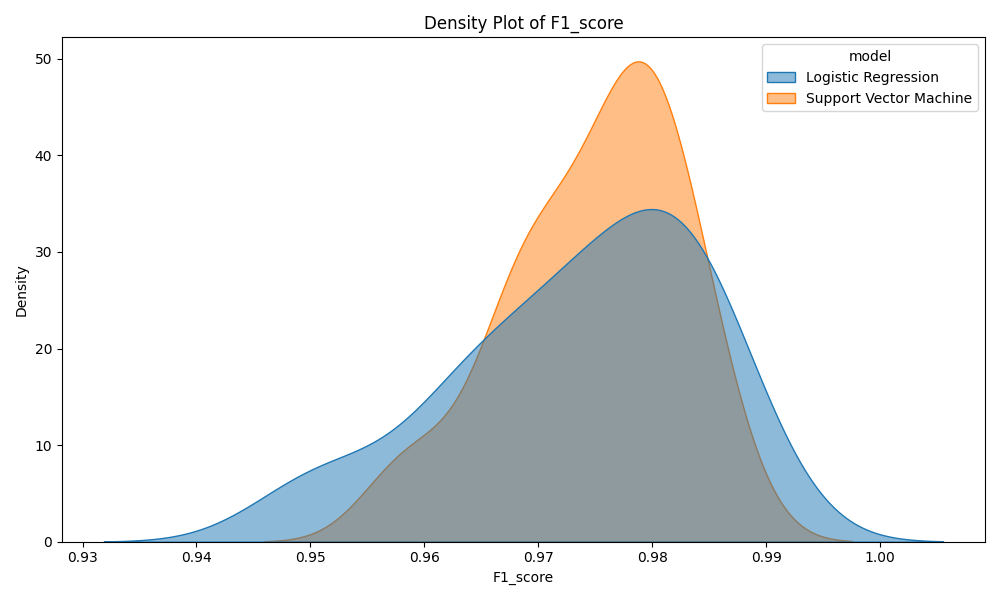 Density Plot of F1_score
model
Logistic Regression
Support Vector Machine
Density
50
40
30
20
10
0
0.93 0.94 0.95 0.96 0.97 0.98 0.99 1.00
F1_score